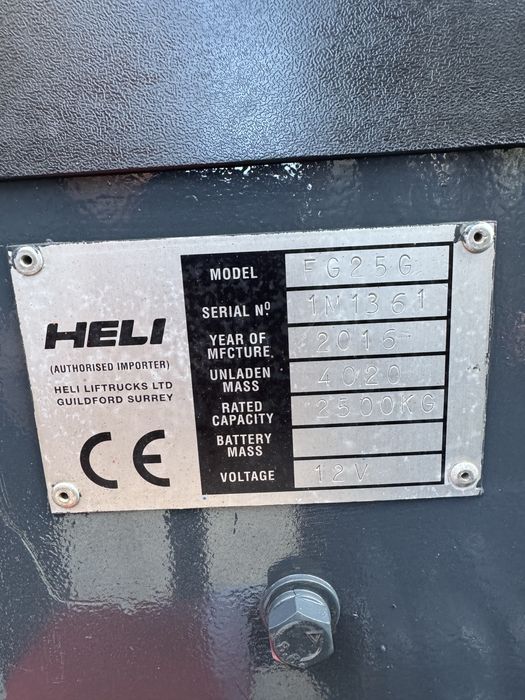 HELI
(AUTHORISED IMPORTER)
HELI LIFTRUCKS LTD
GUILDFORD SURREY
CE
MODEL FG25G
SERIAL Nº. 1M1361
YEAR OF
MFCTURE 2016
UNLADEN
MASS 4020
RATED
CAPACITY 2500KG
BATTERY
MASS
VOLTAGE 12V